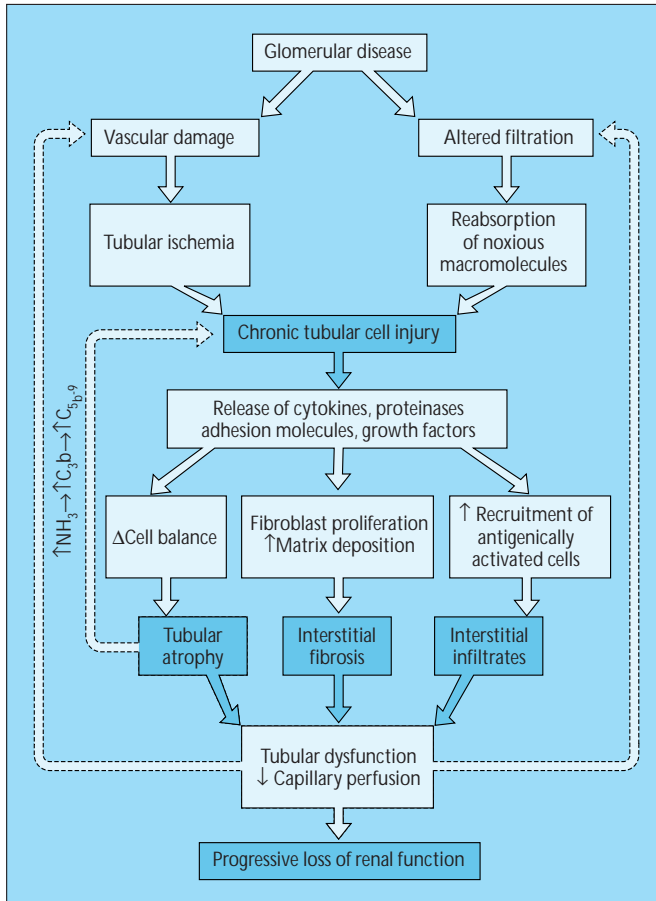 Glomerular disease
Vascular damage
Altered filtration
Tubular ischemia
Reabsorption
of noxious
macromolecules
Chronic tubular cell injury
Release of cytokines, proteinases
adhesion molecules, growth factors
↑NH₃→↑C₃b→↑C₅b-₉
ΔCell balance
Fibroblast proliferation
↑Matrix deposition
↑ Recruitment of
antigenically
activated cells
Tubular
atrophy
Interstitial
fibrosis
Interstitial
infiltrates
Tubular dysfunction
↓ Capillary perfusion
Progressive loss of renal function